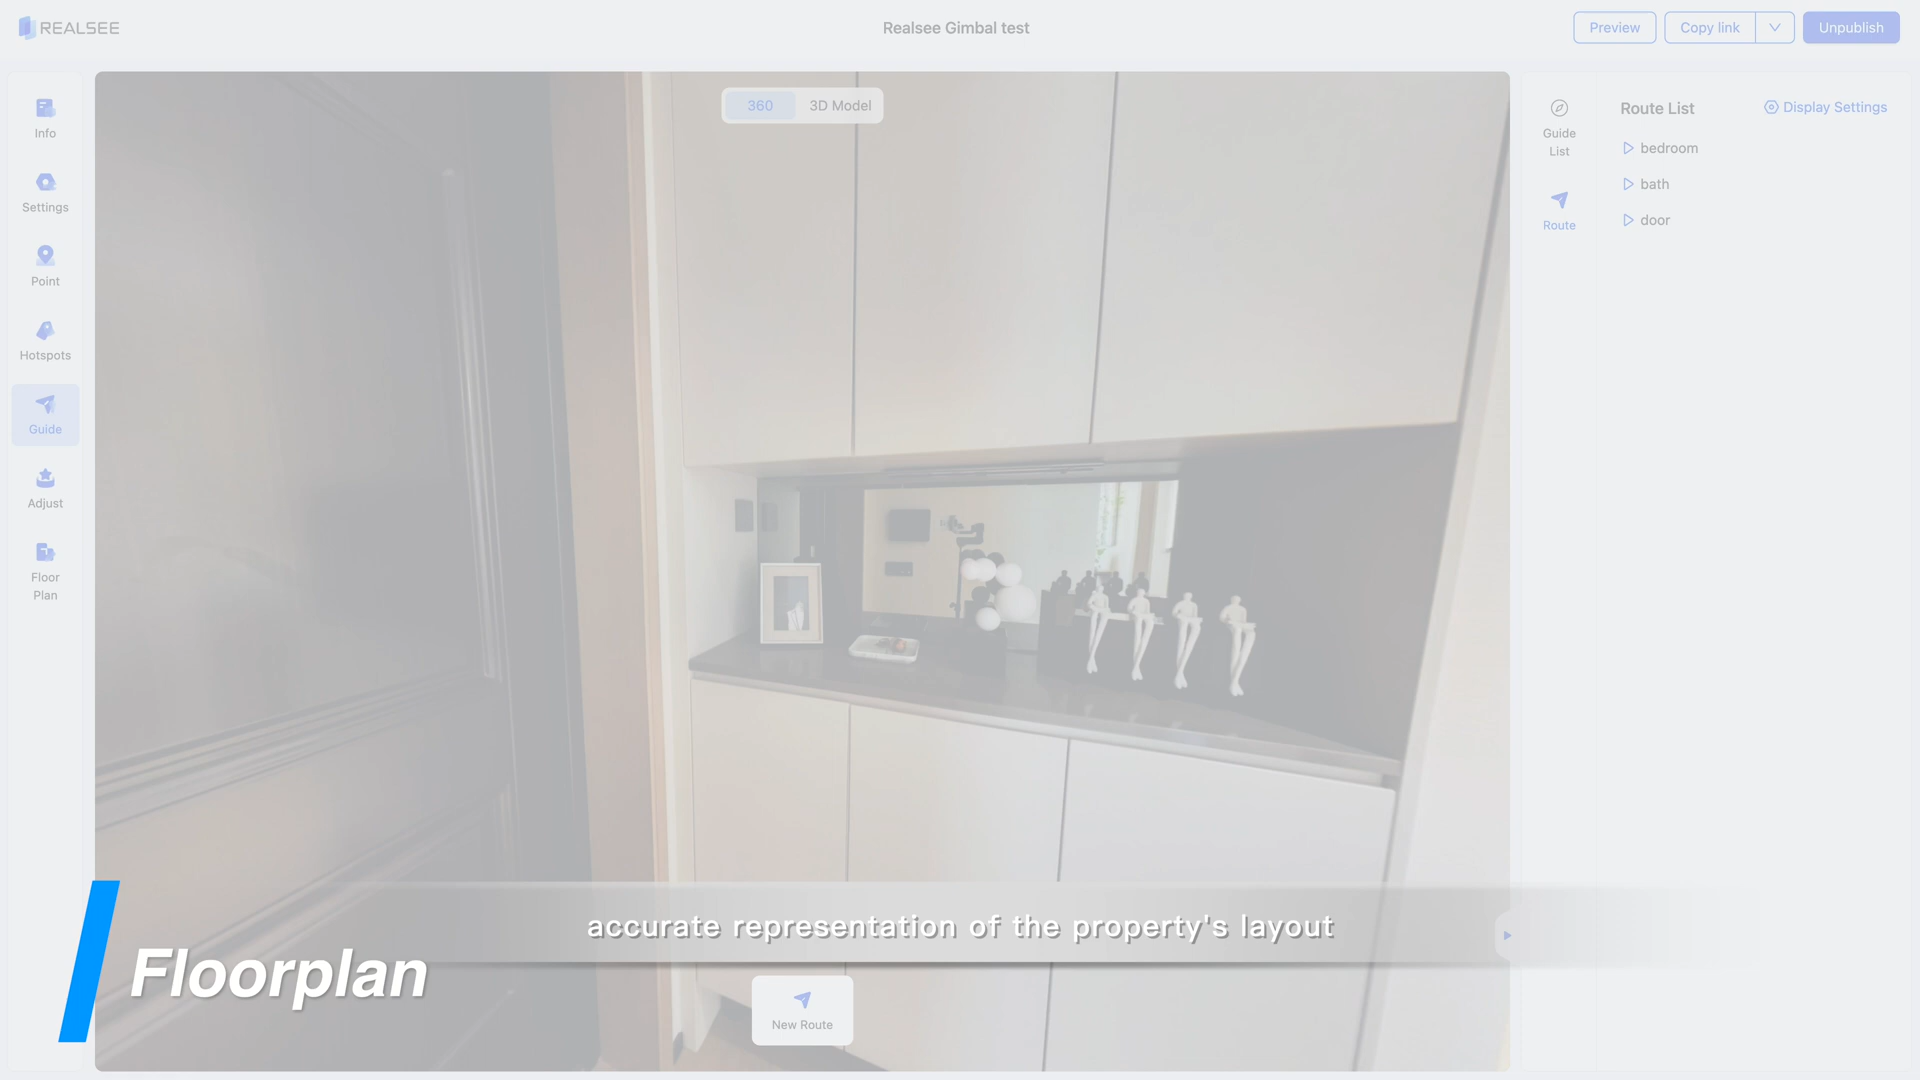 REALSEE
Realsee Gimbal test
Preview
Copy link
Unpublish
Info
Settings
Point
Hotspots
Guide
Adjust
Floor
Plan
360
3D Model
Guide
List
Route
Route List
Display Settings
bedroom
bath
door
accurate representation of the property's layout
Floorplan
New Route